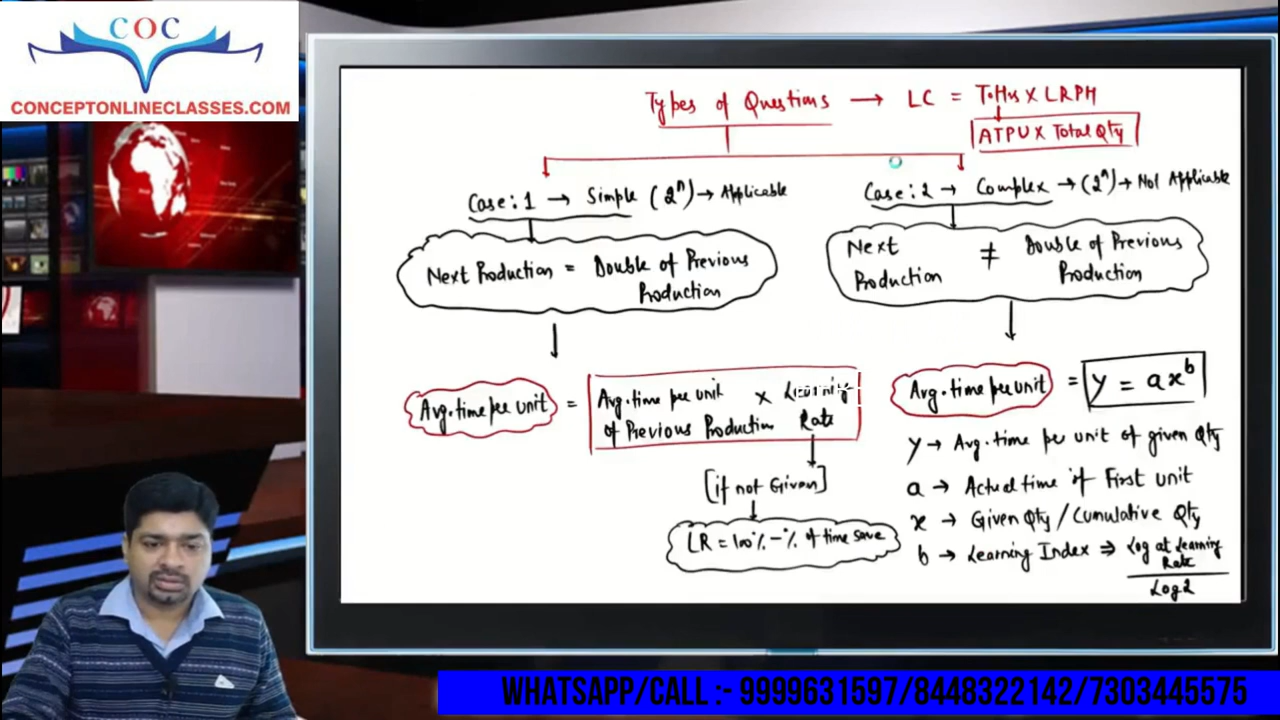 COC
CONCEPTONLINECLASSES.COM
Types of Questions → LC = T.Hrs X LRPH
ATPU X Total Qty
Case: 1 → Simple (2ⁿ) → Applicable
Case: 2 → Complex → (2ⁿ) → Not Applicable
Next Production = Double of Previous
Production
Next
Production ≠ Double of Previous
Production
Avg. time per unit = Avg. time per unit
of Previous Production x Learning
Rate
[if not Given]
LR = 100% - % of time save
Avg. time per unit = y = axᵇ
y → Avg. time per unit of given Qty
a → Actual time if First unit
x → Given Qty / Cumulative Qty
b → Learning Index ⇒ Log at Learning
Rate
Log 2
WHATSAPP/CALL :- 9999631597/8448322142/7303445575